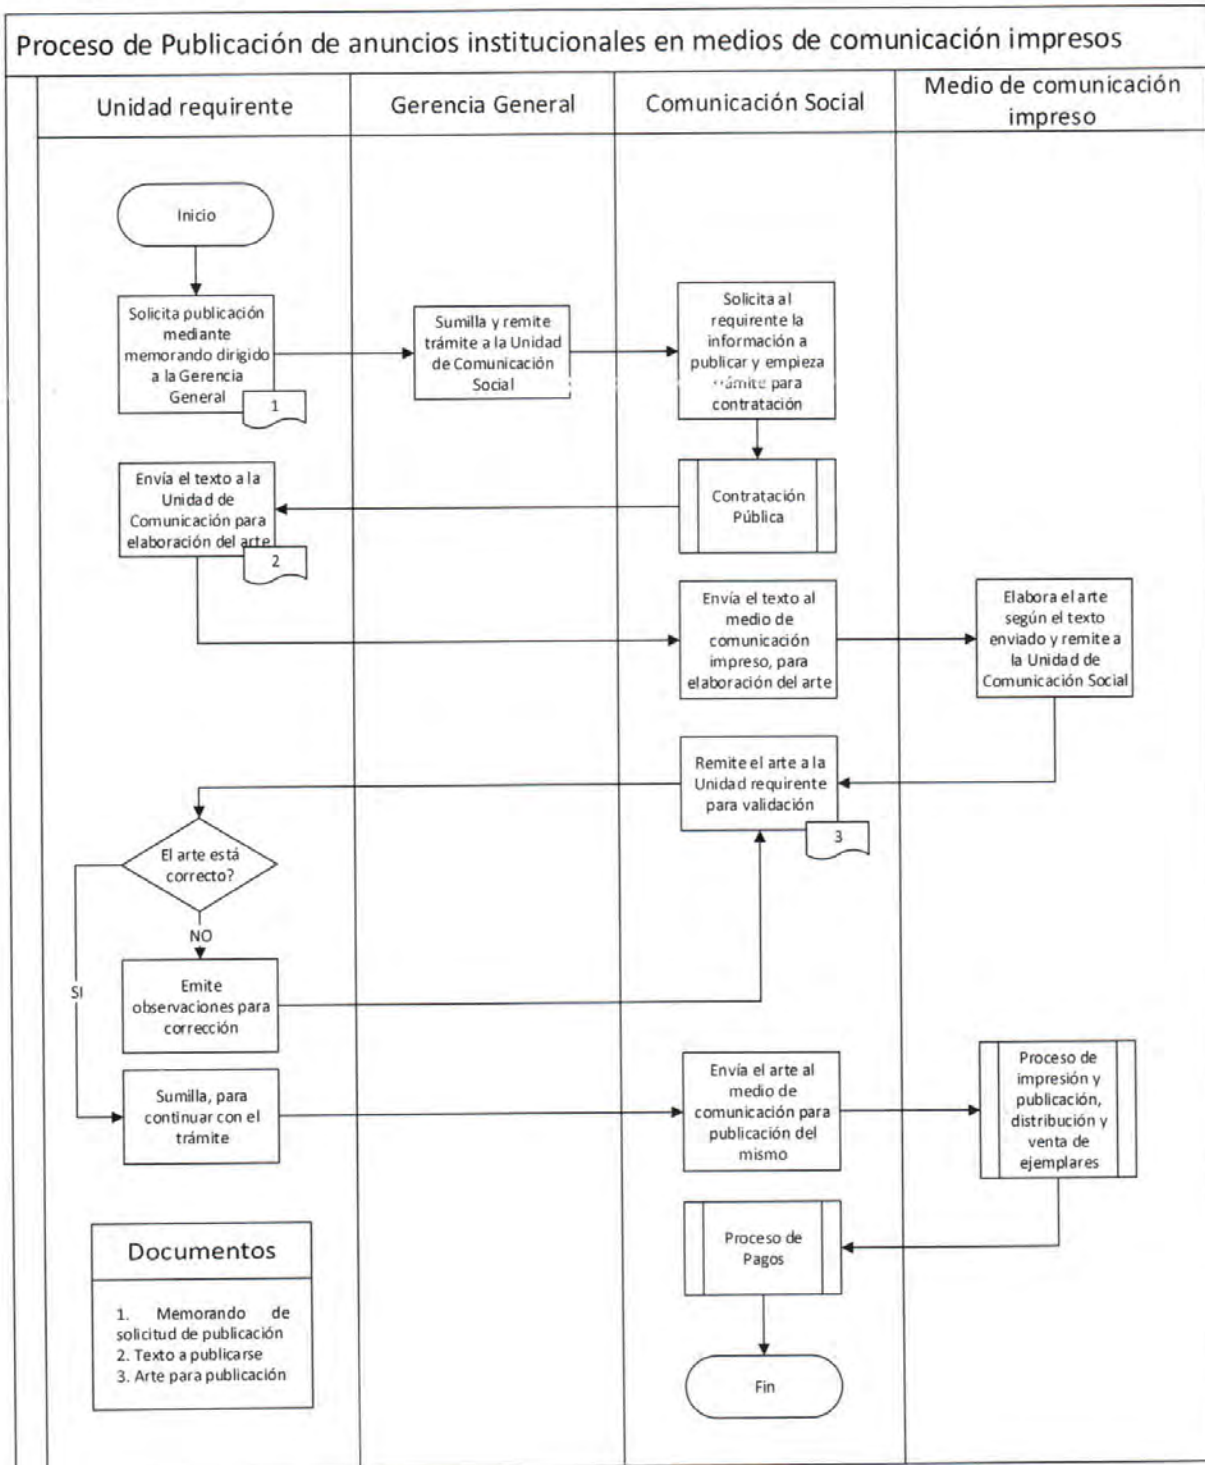 Proceso de Publicación de anuncios institucionales en medios de comunicación impresos
Unidad requirente
Gerencia General
Comunicación Social
Medio de comunicación
impreso
Inicio
Solicita publicación
mediante
memorando dirigido
a la Gerencia
General
1
Sumilla y remite
trámite a la Unidad
de Comunicación
Social
Solicita al
requirente la
información a
publicar y empieza
trámite para
contratación
Envía el texto a la
Unidad de
Comunicación para
elaboración del arte
2
Contratación
Pública
Envía el texto al
medio de
comunicación
impreso, para
elaboración del arte
Elabora el arte
según el texto
enviado y remite a
la Unidad de
Comunicación Social
Remite el arte a la
Unidad requirente
para validación
3
El arte está
correcto?
NO
SI
Emite
observaciones para
corrección
Sumilla, para
continuar con el
trámite
Envía el arte al
medio de
comunicación para
publicación del
mismo
Proceso de
impresión y
publicación,
distribución y
venta de
ejemplares
Proceso de
Pagos
Fin
Documentos
1. Memorando de
solicitud de publicación
2. Texto a publicarse
3. Arte para publicación